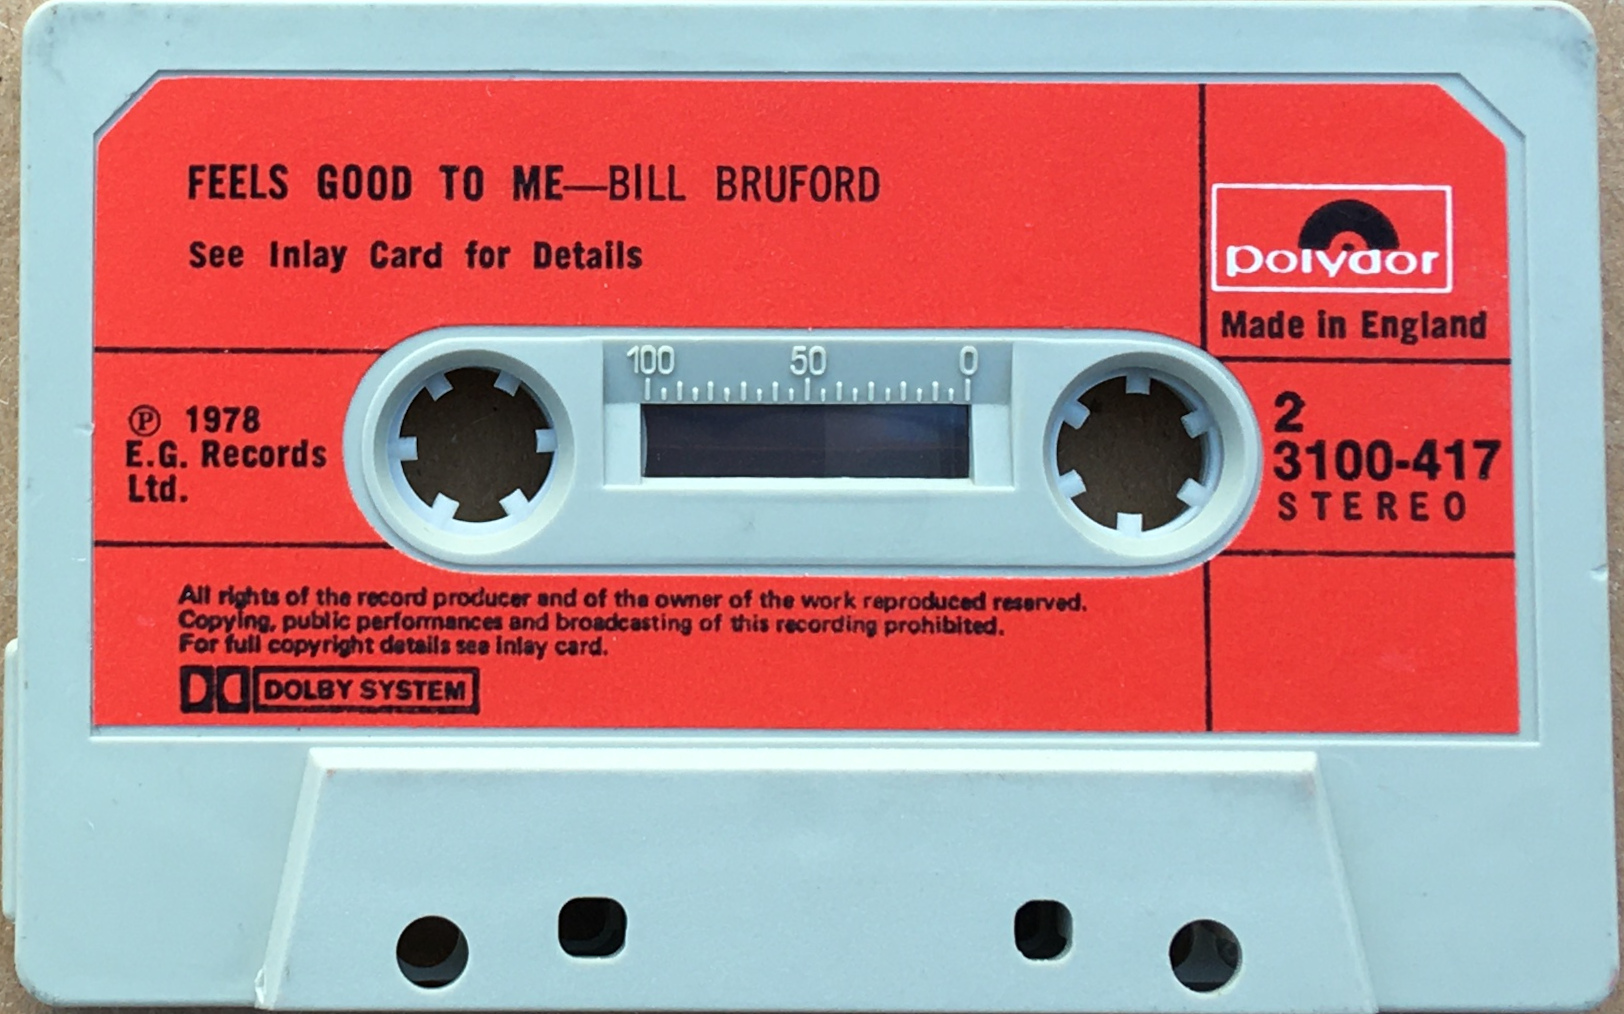 FEELS GOOD TO ME—BILL BRUFORD
See Inlay Card for Details
polydor
Made in England
100 50 0
℗ 1978
E.G. Records
Ltd.
2
3100-417
STEREO
All rights of the record producer and of the owner of the work reproduced reserved.
Copying, public performances and broadcasting of this recording prohibited.
For full copyright details see inlay card.
DOLBY SYSTEM